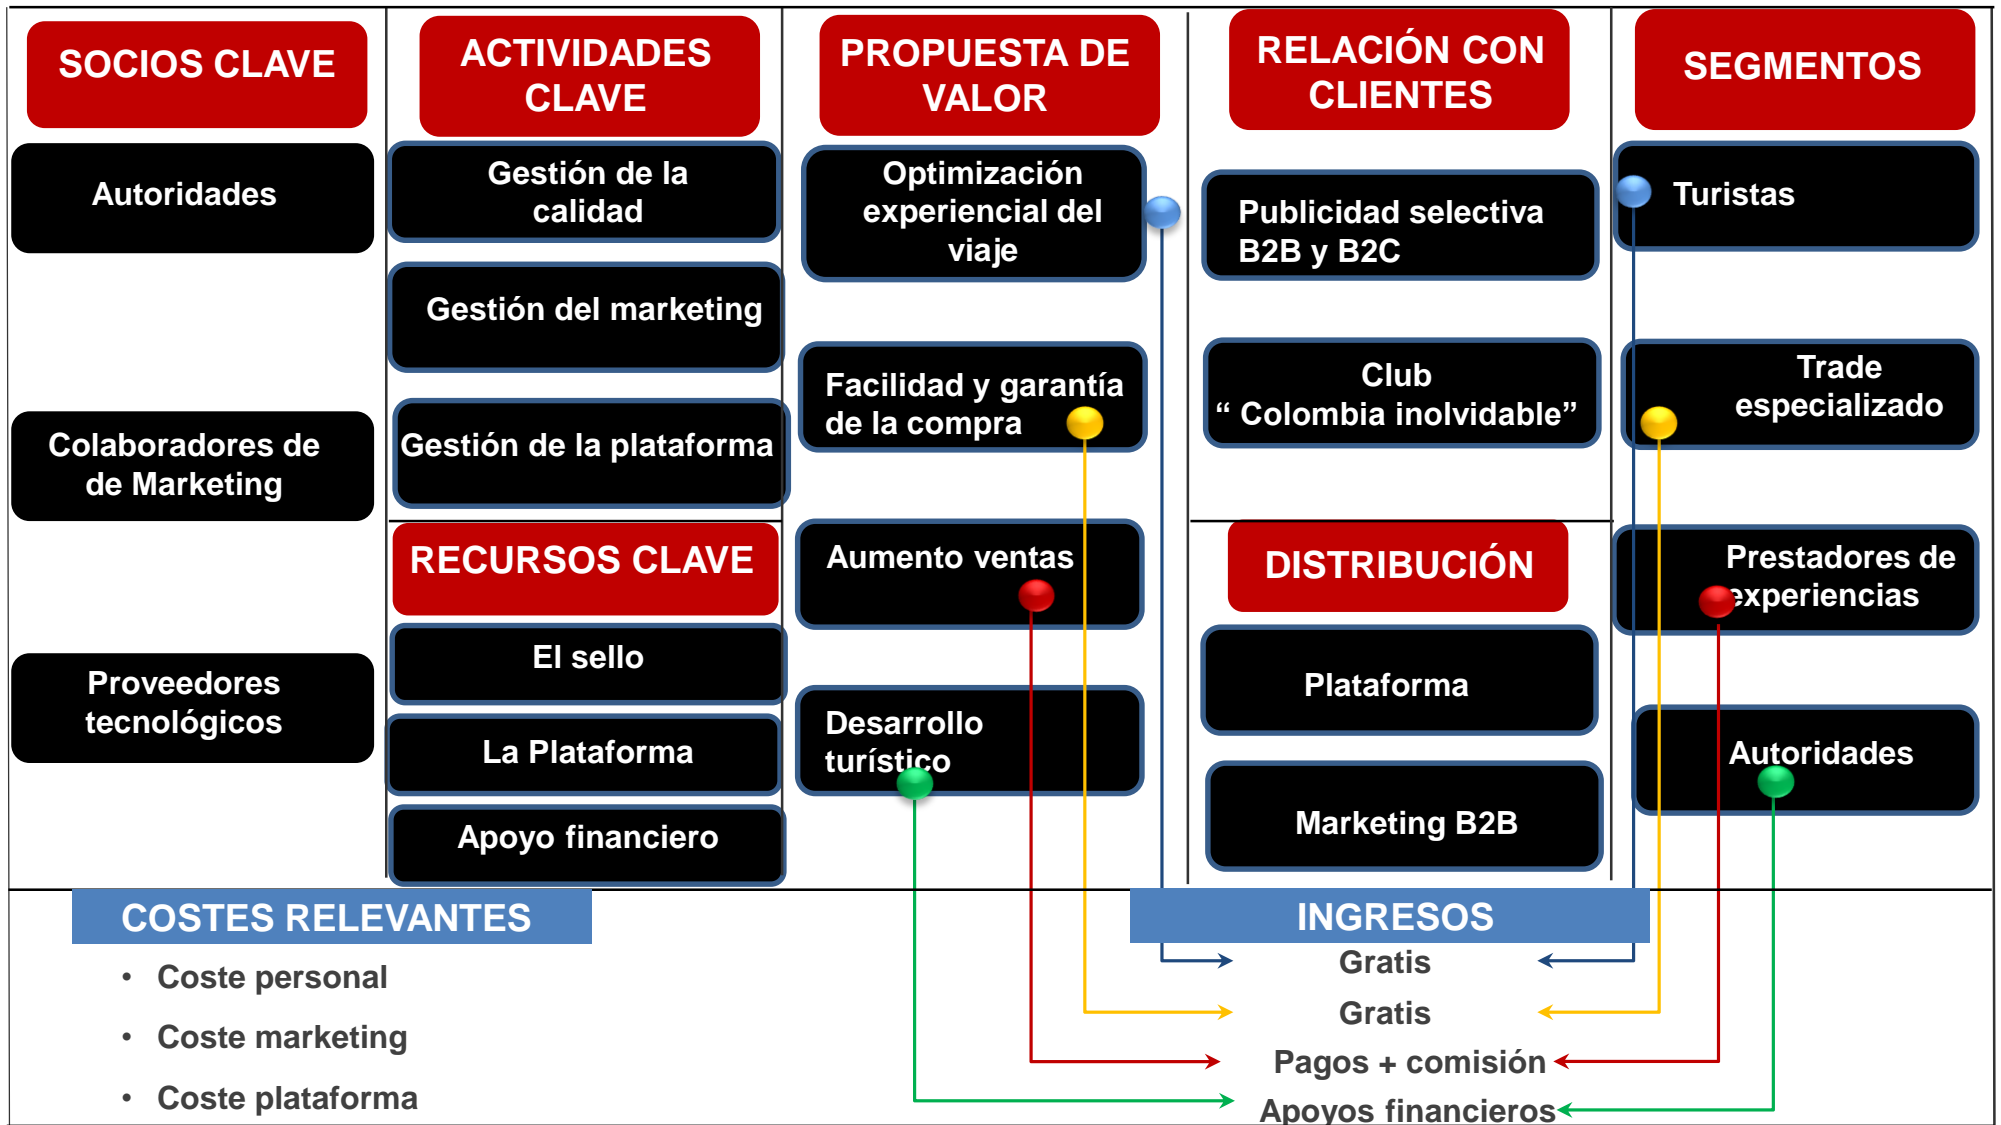 SOCIOS CLAVE
Autoridades
Colaboradores de
de Marketing
Proveedores
tecnológicos
ACTIVIDADES
CLAVE
Gestión de la
calidad
Gestión del marketing
Gestión de la plataforma
RECURSOS CLAVE
El sello
La Plataforma
Apoyo financiero
PROPUESTA DE
VALOR
Optimización
experiencial del
viaje
Facilidad y garantía
de la compra
Aumento ventas
Desarrollo
turístico
RELACIÓN CON
CLIENTES
Publicidad selectiva
B2B y B2C
Club
“ Colombia inolvidable”
DISTRIBUCIÓN
Plataforma
Marketing B2B
SEGMENTOS
Turistas
Trade
especializado
Prestadores de
experiencias
Autoridades
COSTES RELEVANTES
• Coste personal
• Coste marketing
• Coste plataforma
INGRESOS
Gratis
Gratis
Pagos + comisión
Apoyos financieros